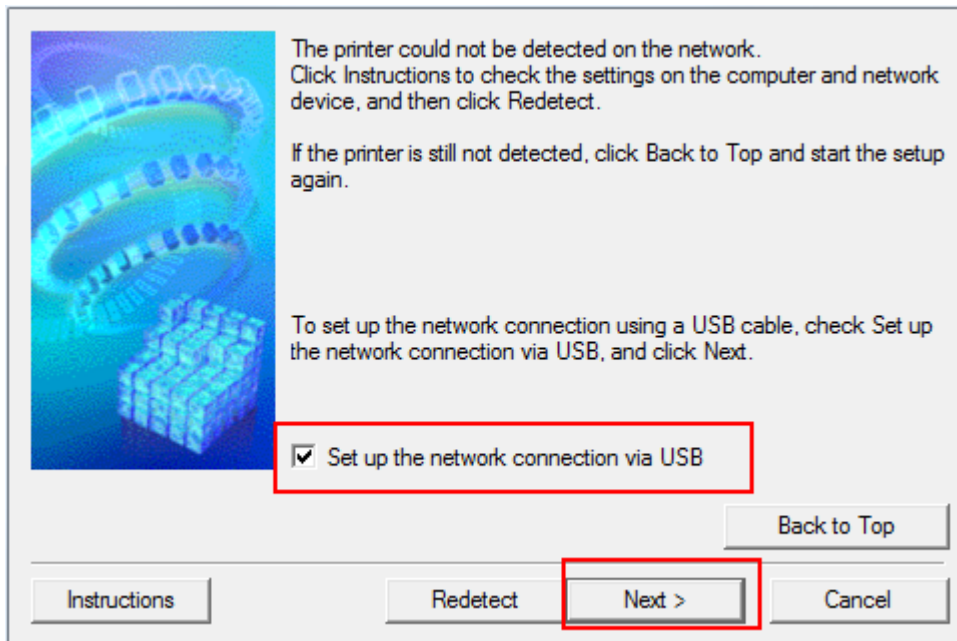 The printer could not be detected on the network.
Click Instructions to check the settings on the computer and network
device, and then click Redetect.
If the printer is still not detected, click Back to Top and start the setup
again.
To set up the network connection using a USB cable, check Set up
the network connection via USB, and click Next.
Set up the network connection via USB
Back to Top
Instructions
Redetect
Next >
Cancel